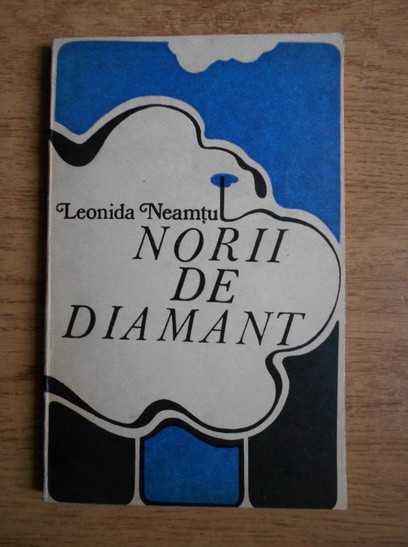 Leonida Neamțu
NORII
DE
DIAMANT